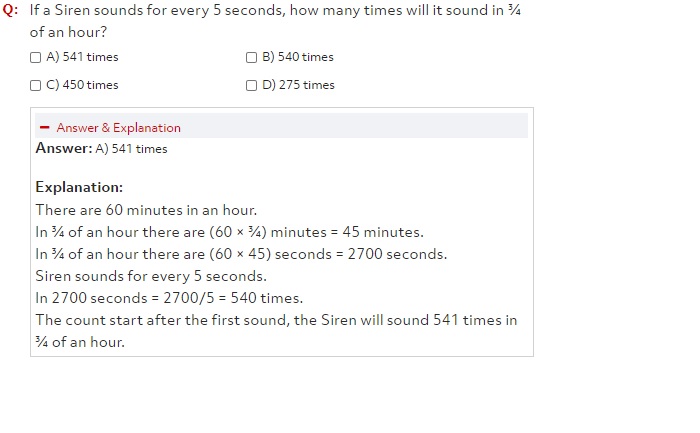 Q: If a Siren sounds for every 5 seconds, how many times will it sound in ¾
of an hour?
A) 541 times B) 540 times
C) 450 times D) 275 times
− Answer & Explanation
Answer: A) 541 times
Explanation:
There are 60 minutes in an hour.
In ¾ of an hour there are (60 × ¾) minutes = 45 minutes.
In ¾ of an hour there are (60 × 45) seconds = 2700 seconds.
Siren sounds for every 5 seconds.
In 2700 seconds = 2700/5 = 540 times.
The count start after the first sound, the Siren will sound 541 times in
¾ of an hour.